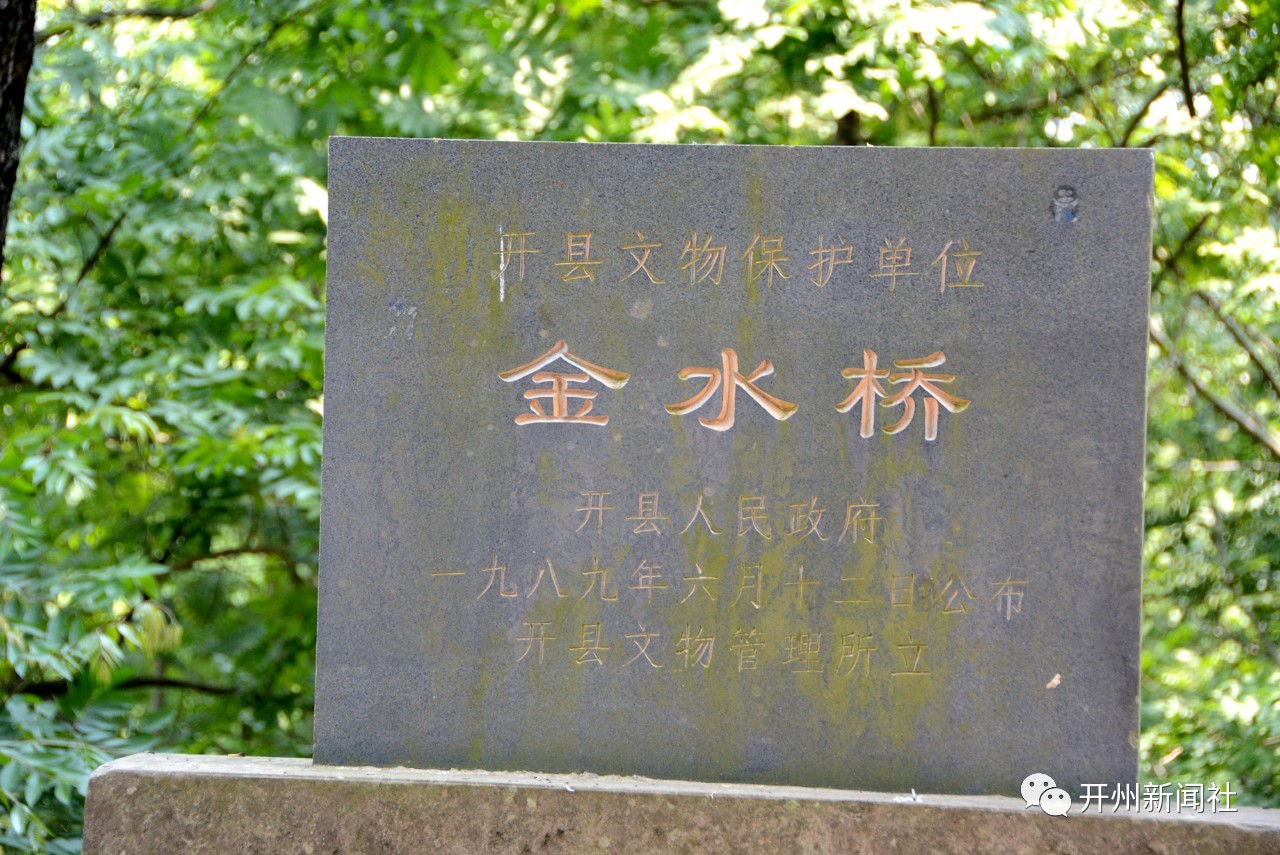 开县文物保护单位
金水桥
开县人民政府
一九八九年六月十二日公布
开县文物管理所立
开州新闻社